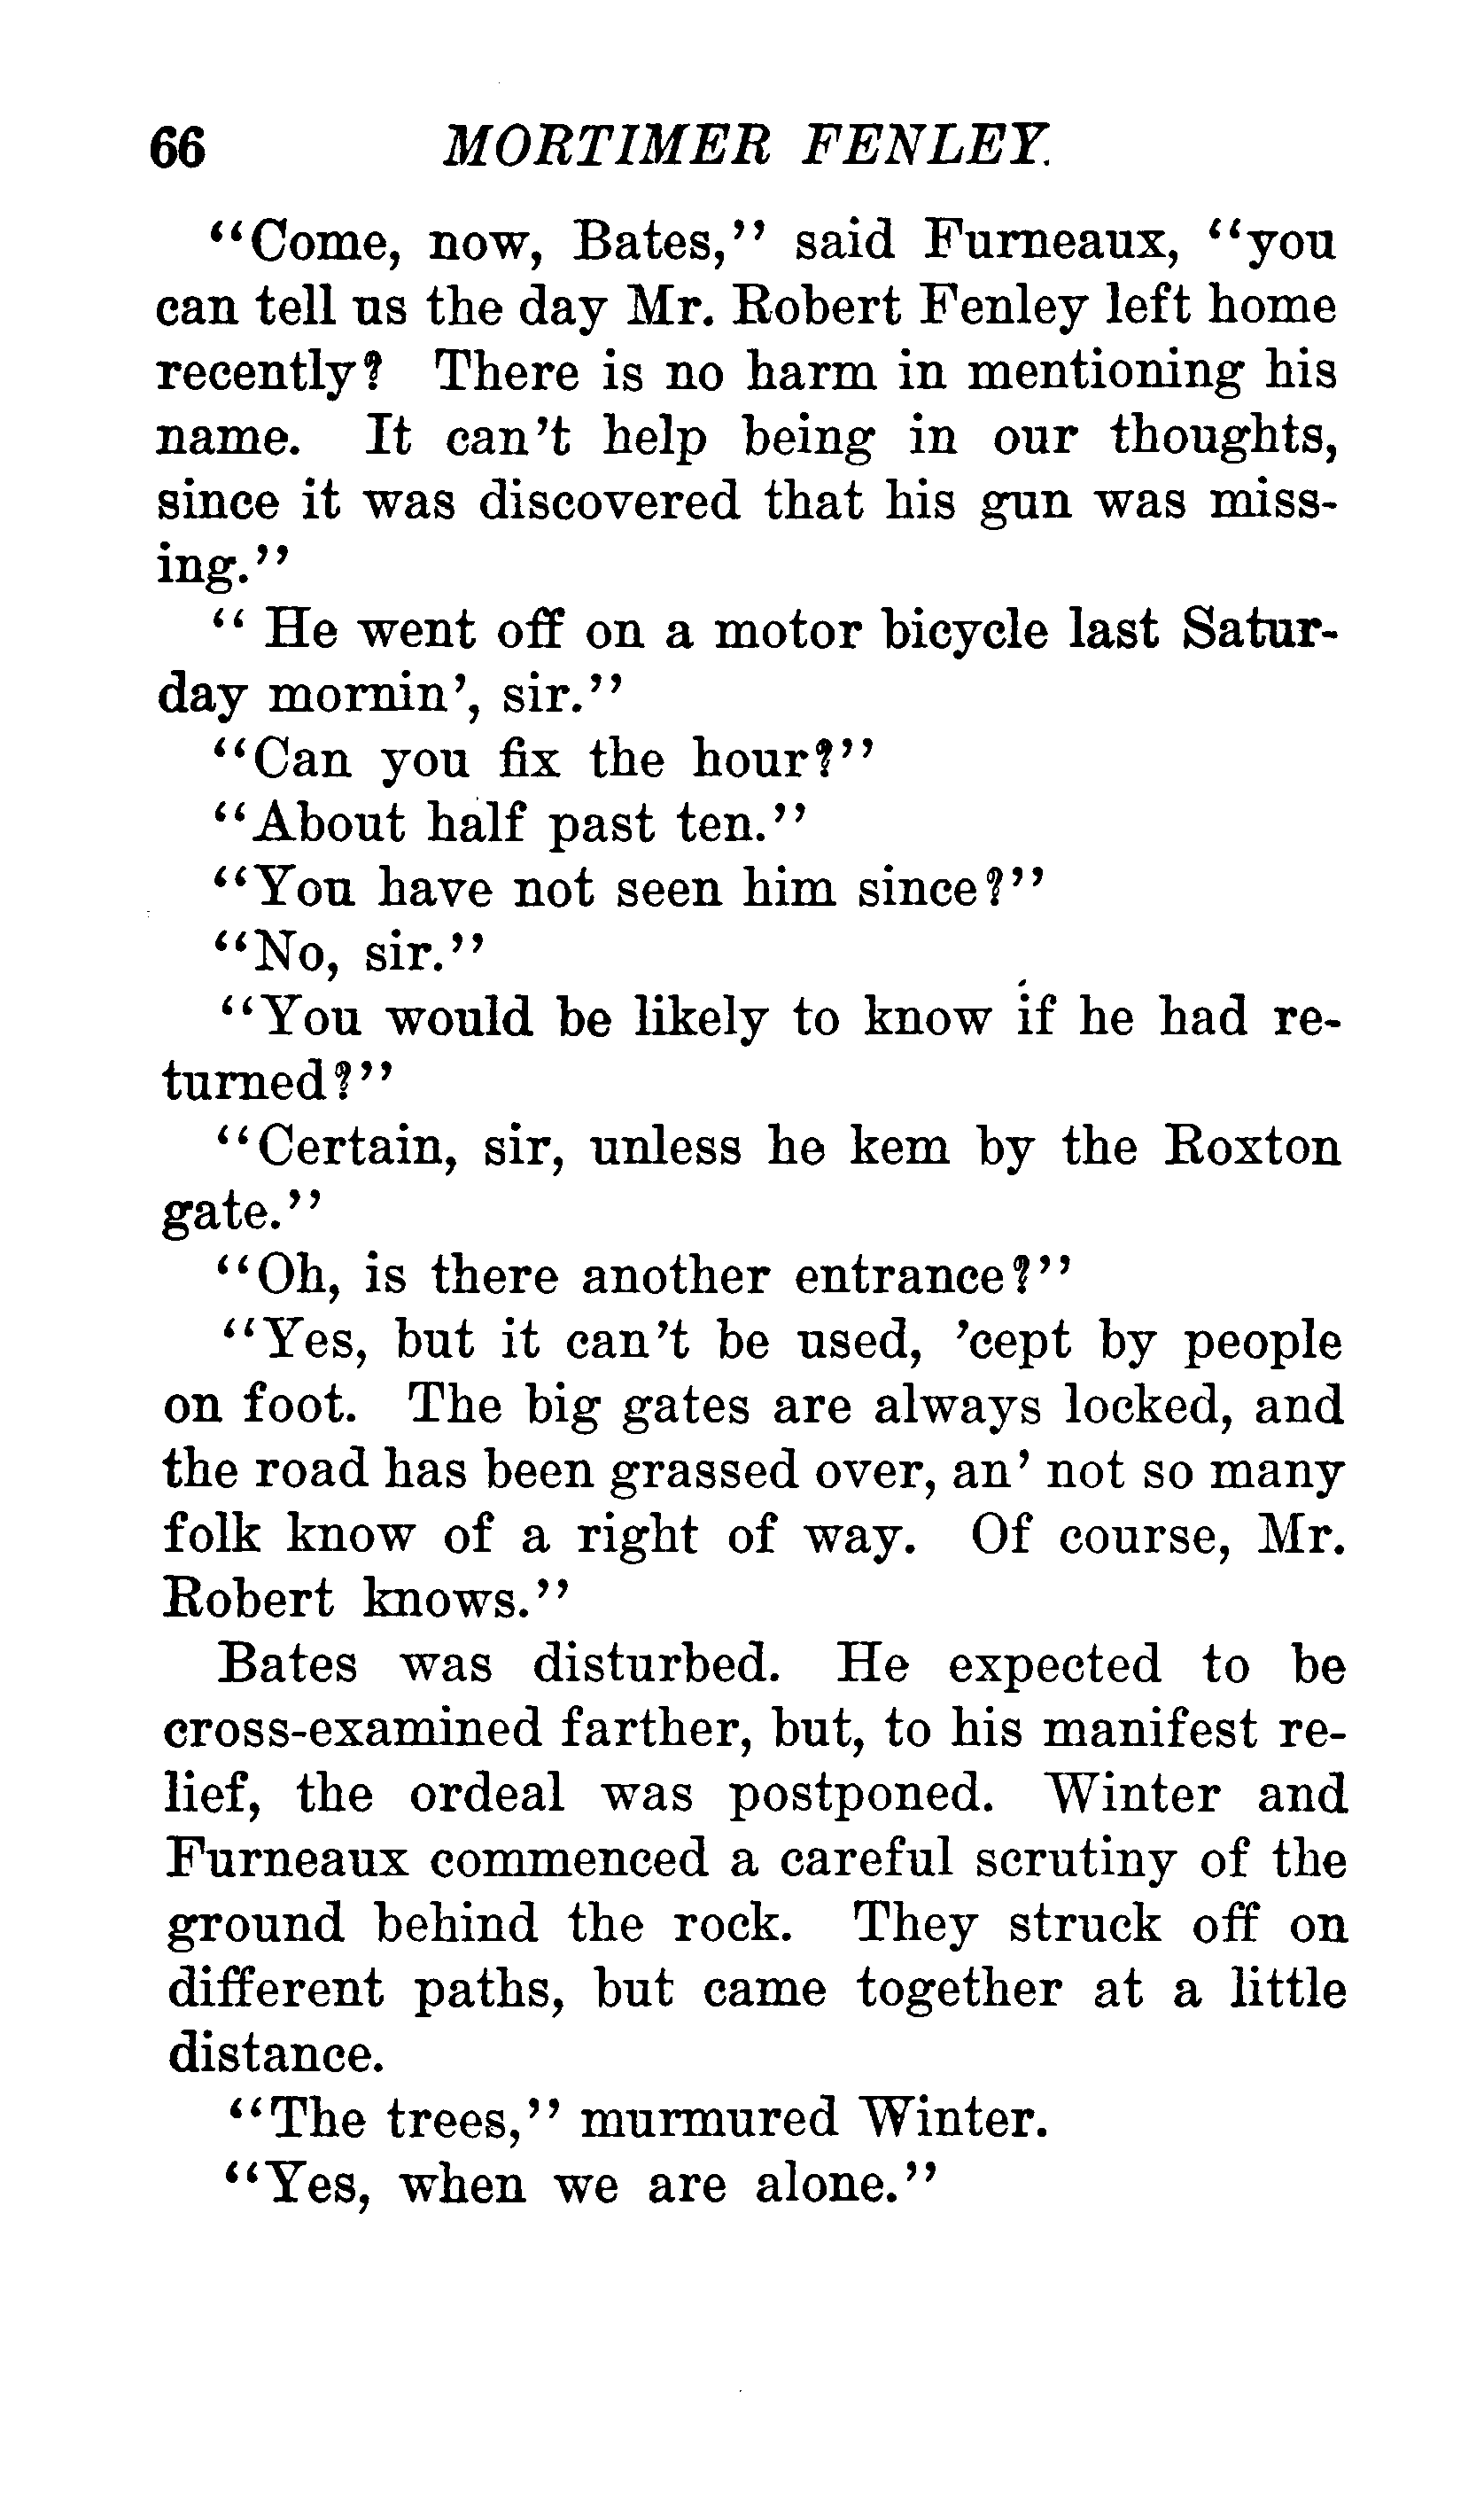 66 MORTIMER FENLEY.
"Come, now, Bates," said Furneaux, "you
can tell us the day Mr. Robert Fenley left home
recently? There is no harm in mentioning his
name. It can't help being in our thoughts,
since it was discovered that his gun was miss-
ing."
" He went off on a motor bicycle last Satur-
day mornin', sir."
"Can you fix the hour?"
"About half past ten."
"You have not seen him since?"
"No, sir."
"You would be likely to know if he had re-
turned?"
"Certain, sir, unless he kem by the Roxton
gate."
"Oh, is there another entrance?"
"Yes, but it can't be used, 'cept by people
on foot. The big gates are always locked, and
the road has been grassed over, an' not so many
folk know of a right of way. Of course, Mr.
Robert knows."
Bates was disturbed. He expected to be
cross-examined farther, but, to his manifest re-
lief, the ordeal was postponed. Winter and
Furneaux commenced a careful scrutiny of the
ground behind the rock. They struck off on
different paths, but came together at a little
distance.
"The trees," murmured Winter.
"Yes, when we are alone."